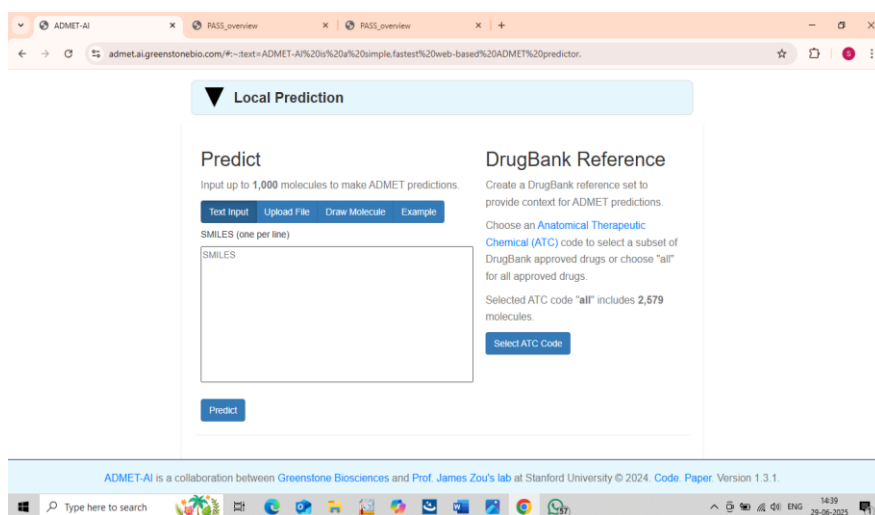 ADMET-AI
PASS_overview
PASS_overview
admet.ai.greenstonebio.com/#:~:text=ADMET-AI%20is%20a%20simple,fastest%20web-based%20ADMET%20predictor.
S
Local Prediction
Predict
Input up to 1,000 molecules to make ADMET predictions.
Text Input Upload File Draw Molecule Example
SMILES (one per line)
SMILES
Predict
DrugBank Reference
Create a DrugBank reference set to
provide context for ADMET predictions.
Choose an Anatomical Therapeutic
Chemical (ATC) code to select a subset of
DrugBank approved drugs or choose "all"
for all approved drugs.
Selected ATC code "all" includes 2,579
molecules.
Select ATC Code
ADMET-AI is a collaboration between Greenstone Biosciences and Prof. James Zou's lab at Stanford University © 2024. Code. Paper. Version 1.3.1.
Type here to search
57
ENG
14:39
29-06-2025